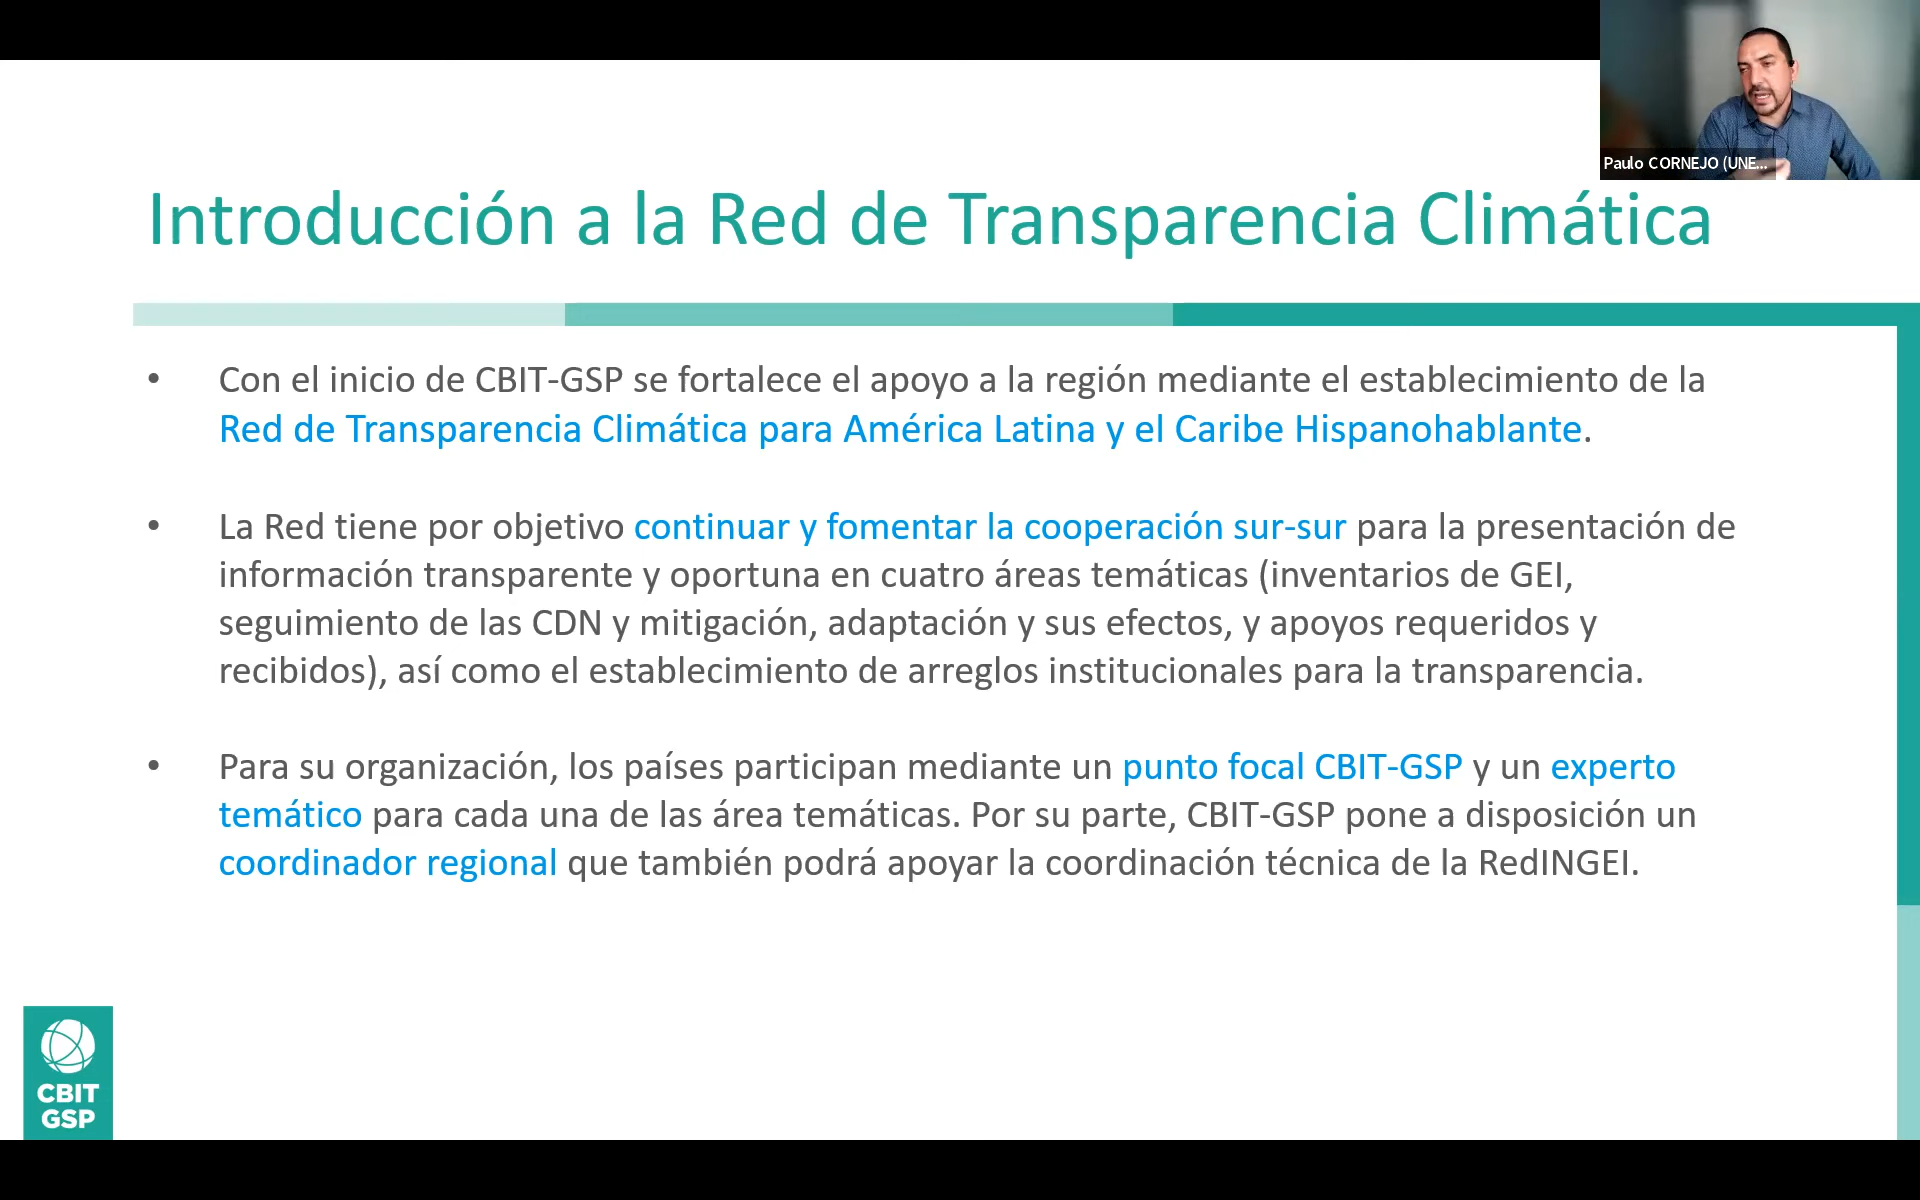 Paulo CORNEJO (UNE...
Introducción a la Red de Transparencia Climática
• Con el inicio de CBIT-GSP se fortalece el apoyo a la región mediante el establecimiento de la
Red de Transparencia Climática para América Latina y el Caribe Hispanohablante.
• La Red tiene por objetivo continuar y fomentar la cooperación sur-sur para la presentación de
información transparente y oportuna en cuatro áreas temáticas (inventarios de GEI,
seguimiento de las CDN y mitigación, adaptación y sus efectos, y apoyos requeridos y
recibidos), así como el establecimiento de arreglos institucionales para la transparencia.
• Para su organización, los países participan mediante un punto focal CBIT-GSP y un experto
temático para cada una de las área temáticas. Por su parte, CBIT-GSP pone a disposición un
coordinador regional que también podrá apoyar la coordinación técnica de la RedINGEI.
CBIT
GSP